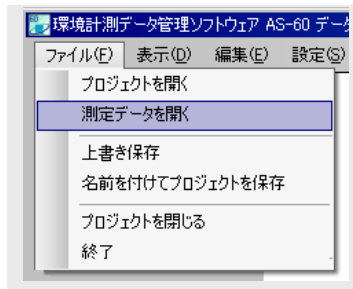 環境計測データ管理ソフトウェア AS-60 データ
ファイル(F) 表示(D) 編集(E) 設定(S)
プロジェクトを開く
測定データを開く
上書き保存
名前を付けてプロジェクトを保存
プロジェクトを閉じる
終了